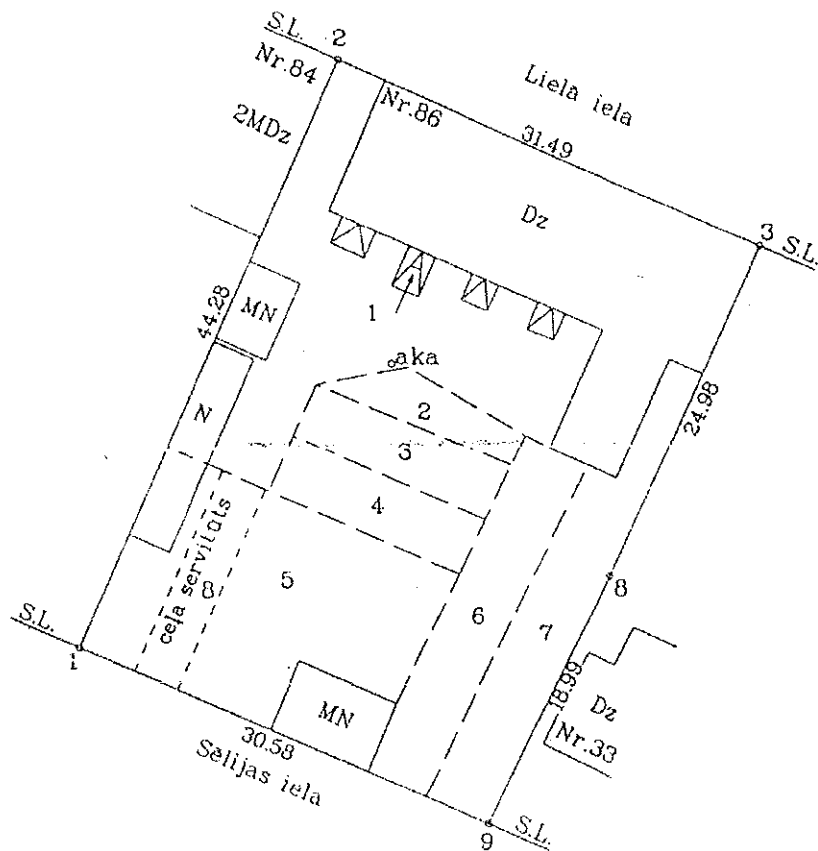 S.L.
2
Nr.84
Liela iela
2MDz
Nr.86
31.49
Dz
3
S.L.
MN
44.28
1
aka
2
24.98
N
3
4
ceļa servitūts
8
5
8
6
7
MN
S.L.
1
18.99
Dz
Nr.33
30.58
Sēlijas iela
9
S.L.